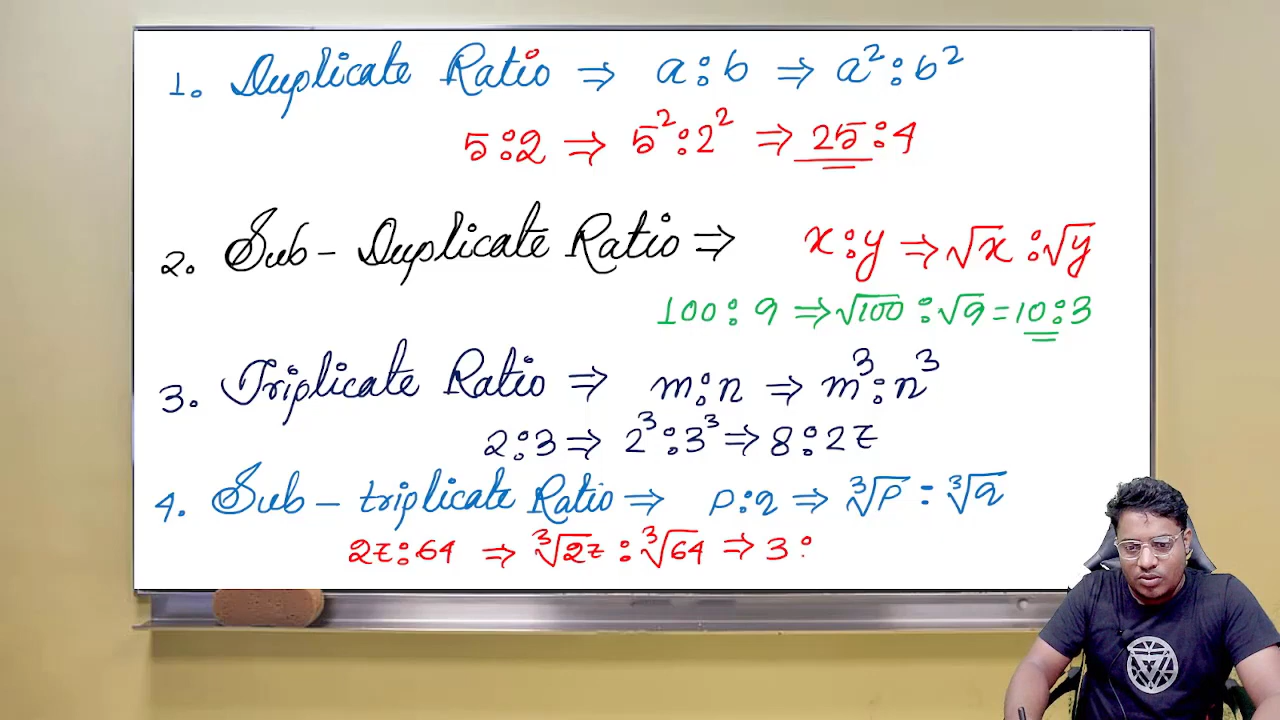 1. Duplicate Ratio ⇒ a:b ⇒ a²:b²
5:2 ⇒ 5²:2² ⇒ 25:4
2. Sub-Duplicate Ratio ⇒ x:y ⇒ √x:√y
100:9 ⇒ √100:√9=10:3
3. Triplicate Ratio ⇒ m:n ⇒ m³:n³
2:3 ⇒ 2³:3³ ⇒ 8:27
4. Sub-triplicate Ratio ⇒ p:q ⇒ ∛p:∛q
27:64 ⇒ ∛27:∛64 ⇒ 3: